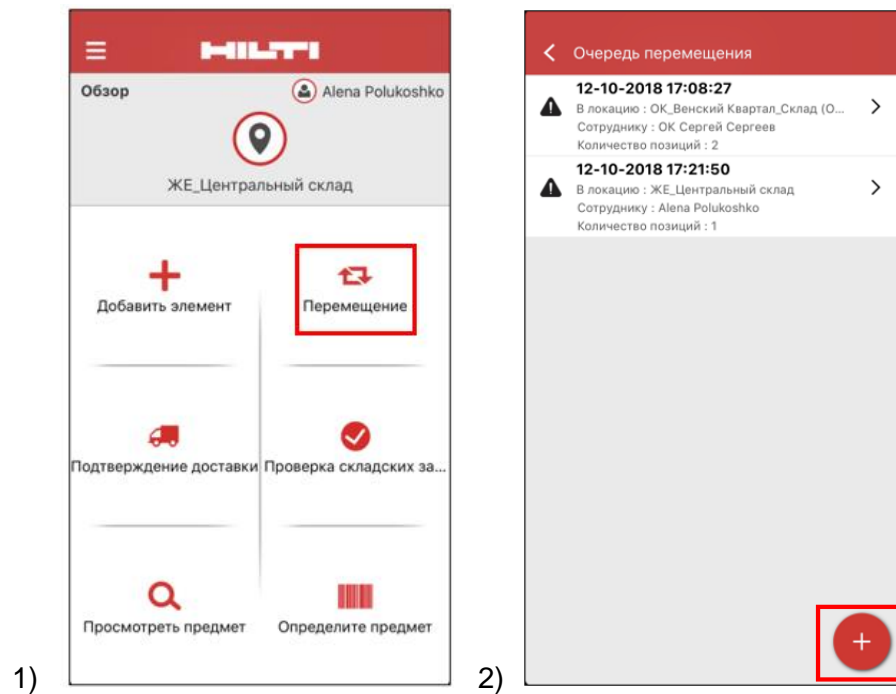 HILTI
Обзор
Alena Polukoshko
ЖЕ_Центральный склад
Добавить элемент
Перемещение
Подтверждение доставки
Проверка складских за...
Просмотреть предмет
Определите предмет
1)
Очередь перемещения
12-10-2018 17:08:27
В локацию : ОК_Венский Квартал_Склад (О...
Сотруднику : ОК Сергей Сергеев
Количество позиций : 2
12-10-2018 17:21:50
В локацию : ЖЕ_Центральный склад
Сотруднику : Alena Polukoshko
Количество позиций : 1
2)